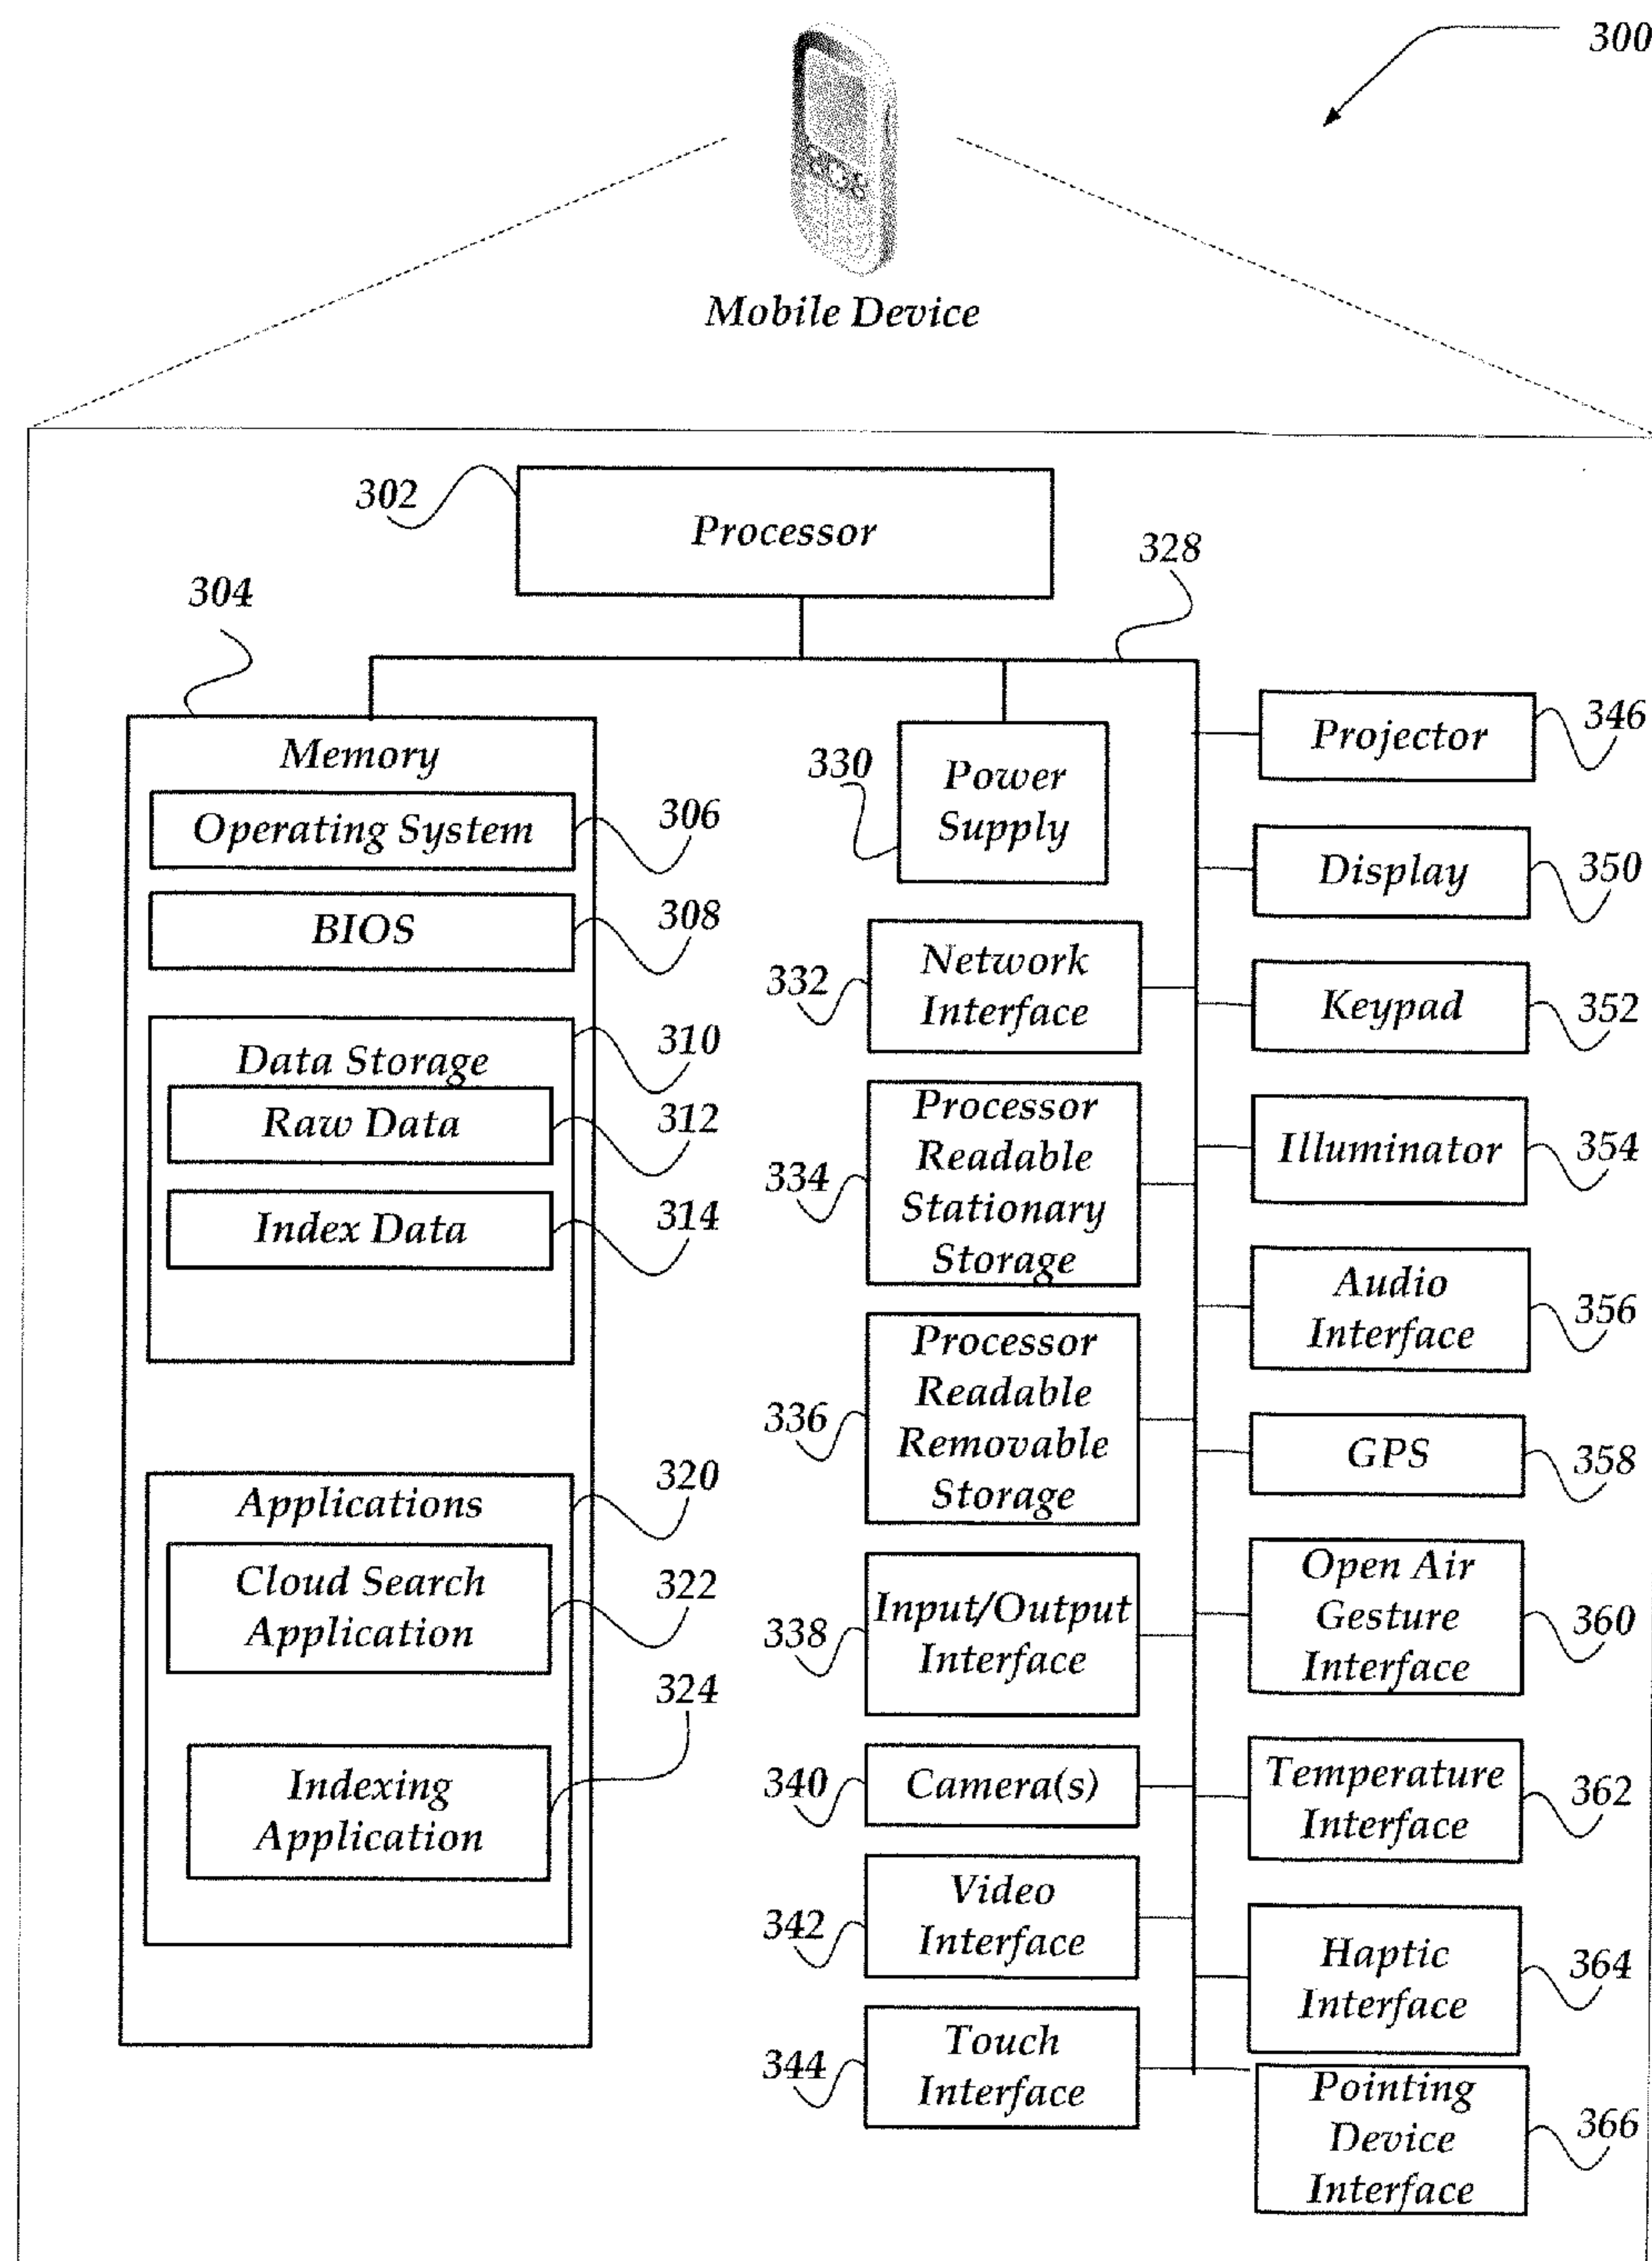 300
Mobile Device
302
Processor
328
304
Memory
Operating System
306
BIOS
308
Data Storage
310
Raw Data
312
Index Data
314
Applications
320
Cloud Search
Application
322
324
Indexing
Application
330
Power
Supply
332
Network
Interface
334
Processor
Readable
Stationary
Storage
336
Processor
Readable
Removable
Storage
338
Input/Output
Interface
340
Camera(s)
342
Video
Interface
344
Touch
Interface
Projector
346
Display
350
Keypad
352
Illuminator
354
Audio
Interface
356
GPS
358
Open Air
Gesture
Interface
360
Temperature
Interface
362
Haptic
Interface
364
Pointing
Device
Interface
366